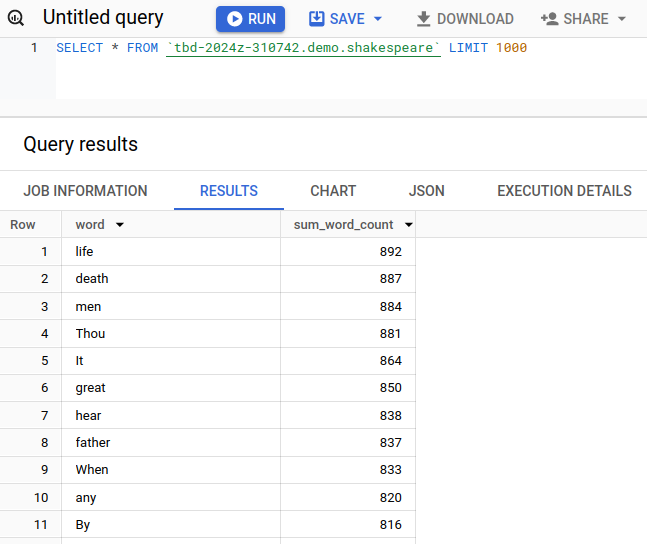 Untitled query RUN SAVE DOWNLOAD SHARE
1 SELECT * FROM `tbd-2024z-310742.demo.shakespeare` LIMIT 1000
Query results
JOB INFORMATION RESULTS CHART JSON EXECUTION DETAILS
Row word sum_word_count
1 life 892
2 death 887
3 men 884
4 Thou 881
5 It 864
6 great 850
7 hear 838
8 father 837
9 When 833
10 any 820
11 By 816